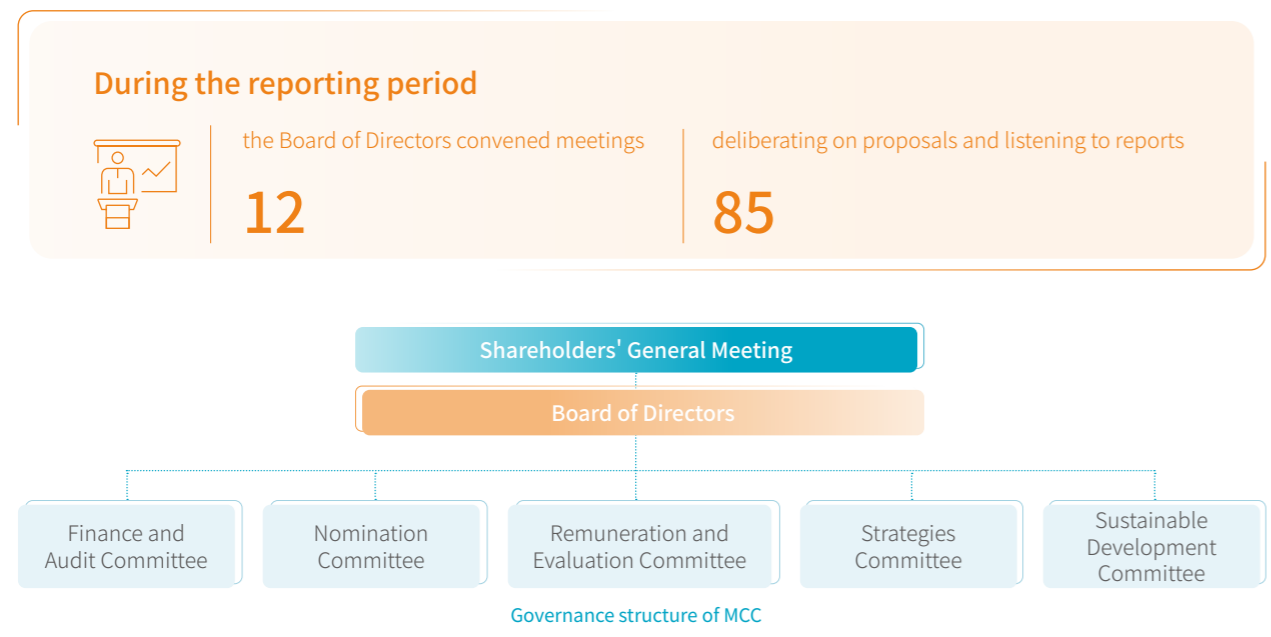 During the reporting period
the Board of Directors convened meetings
12
deliberating on proposals and listening to reports
85
Shareholders' General Meeting
Board of Directors
Finance and
Audit Committee
Nomination
Committee
Remuneration and
Evaluation Committee
Strategies
Committee
Sustainable
Development
Committee
Governance structure of MCC